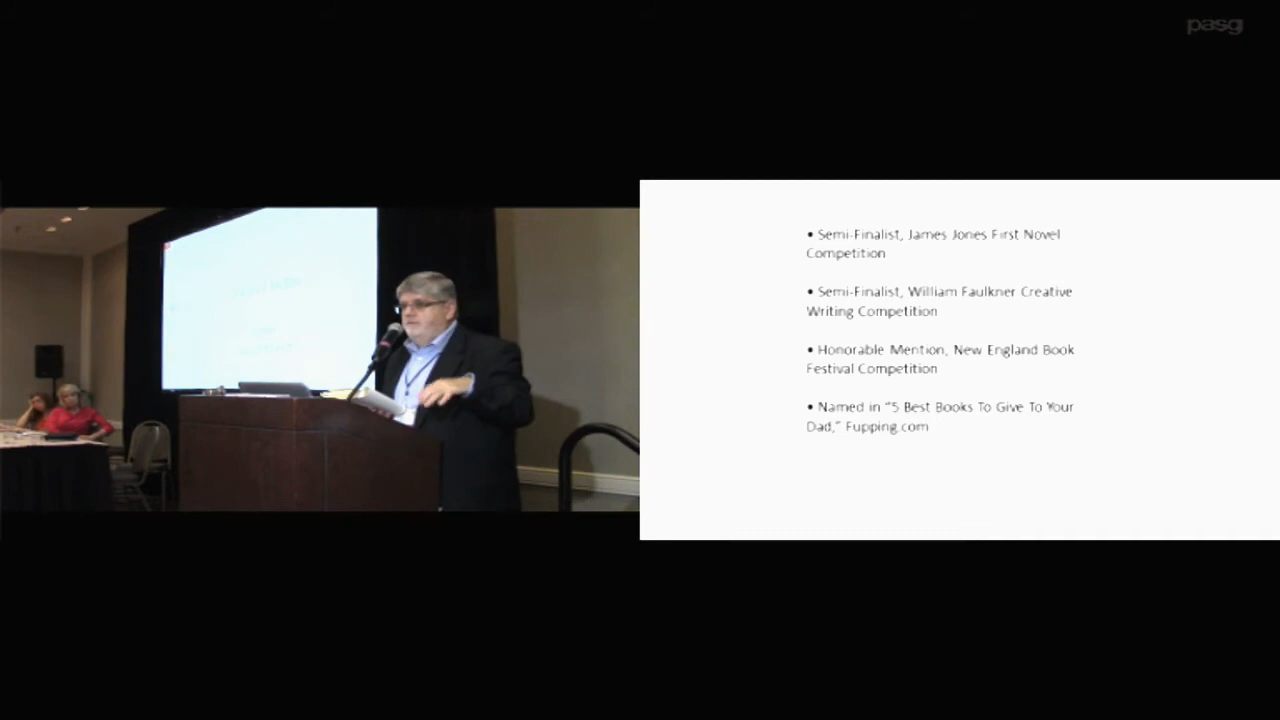 pasg
• Semi-Finalist, James Jones First Novel
Competition
• Semi-Finalist, William Faulkner Creative
Writing Competition
• Honorable Mention, New England Book
Festival Competition
• Named in “5 Best Books To Give To Your
Dad,” Fupping.com